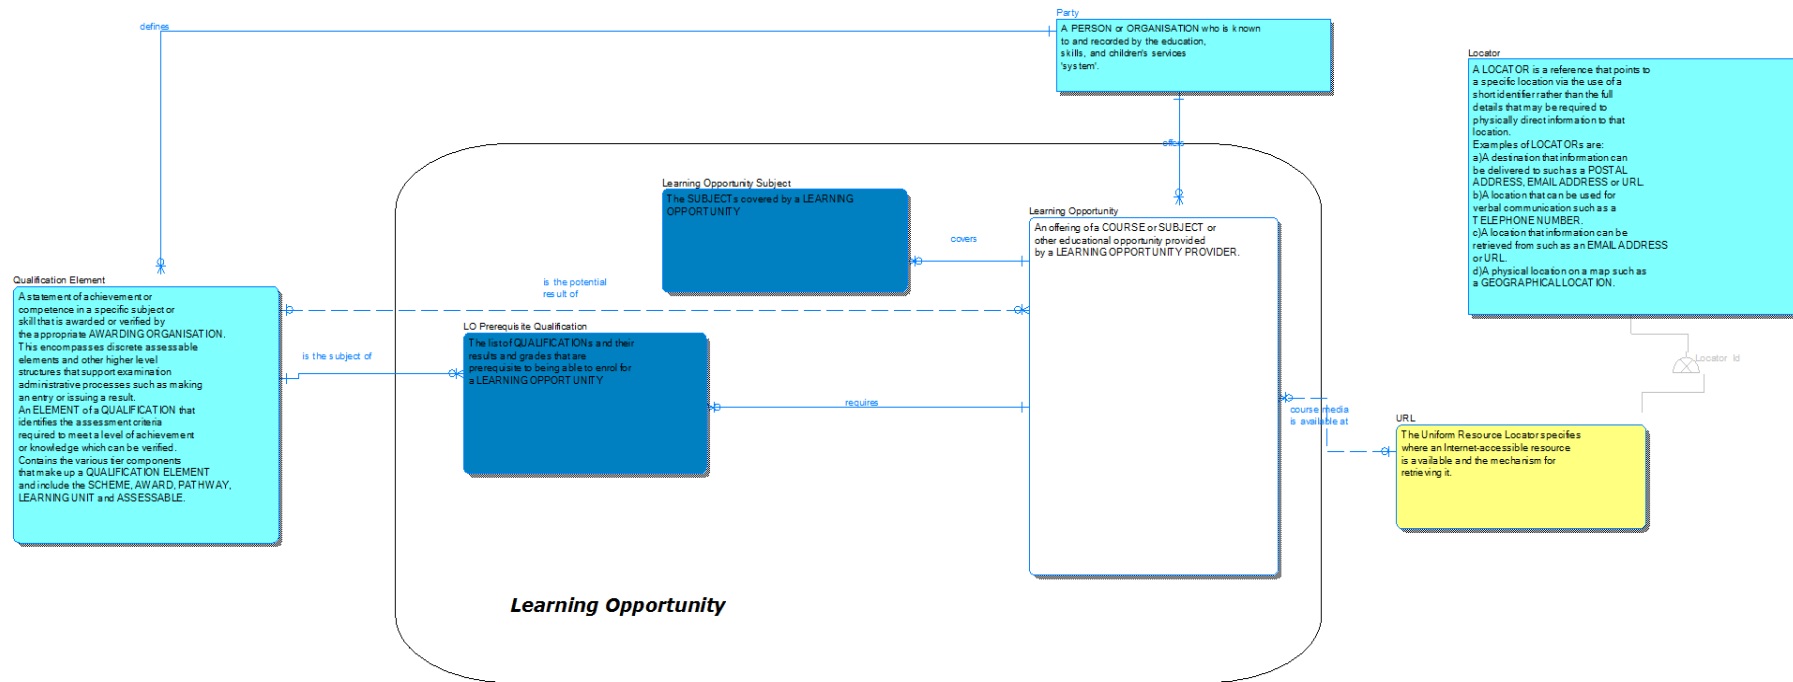 Party
defines
A PERSON or ORGANISATION who is known
to and recorded by the education,
skills, and children's services
'system'.
offers
Locator
A LOCATOR is a reference that points to
a specific location via the use of a
short identifier rather than the full
details that may be required to
physically direct information to that
location.
Examples of LOCATORs are:
a)A destination that information can
be delivered to such as a POSTAL
ADDRESS, EMAIL ADDRESS or URL.
b)A location that can be used for
verbal communication such as a
TELEPHONE NUMBER.
c)A location that information can be
retrieved from such as an EMAIL ADDRESS
or URL.
d)A physical location on a map such as
a GEOGRAPHICAL LOCATION.
Locator Id
Learning Opportunity Subject
The SUBJECTs covered by a LEARNING
OPPORTUNITY
covers
Learning Opportunity
An offering of a COURSE or SUBJECT or
other educational opportunity provided
by a LEARNING OPPORTUNITY PROVIDER.
Qualification Element
A statement of achievement or
competence in a specific subject or
skill that is awarded or verified by
the appropriate AWARDING ORGANISATION.
This encompasses discrete assessable
elements and other higher level
structures that support examination
administrative processes such as making
an entry or issuing a result.
An ELEMENT of a QUALIFICATION that
identifies the assessment criteria
required to meet a level of achievement
or knowledge which can be verified.
Contains the various tier components
that make up a QUALIFICATION ELEMENT
and include the SCHEME, AWARD, PATHWAY,
LEARNING UNIT and ASSESSABLE.
is the potential
result of
is the subject of
LO Prerequisite Qualification
The list of QUALIFICATIONs and their
results and grades that are
prerequisite to being able to enrol for
a LEARNING OPPORTUNITY
requires
course media
is available at
URL
The Uniform Resource Locator specifies
where an Internet-accessible resource
is available and the mechanism for
retrieving it.
Learning Opportunity